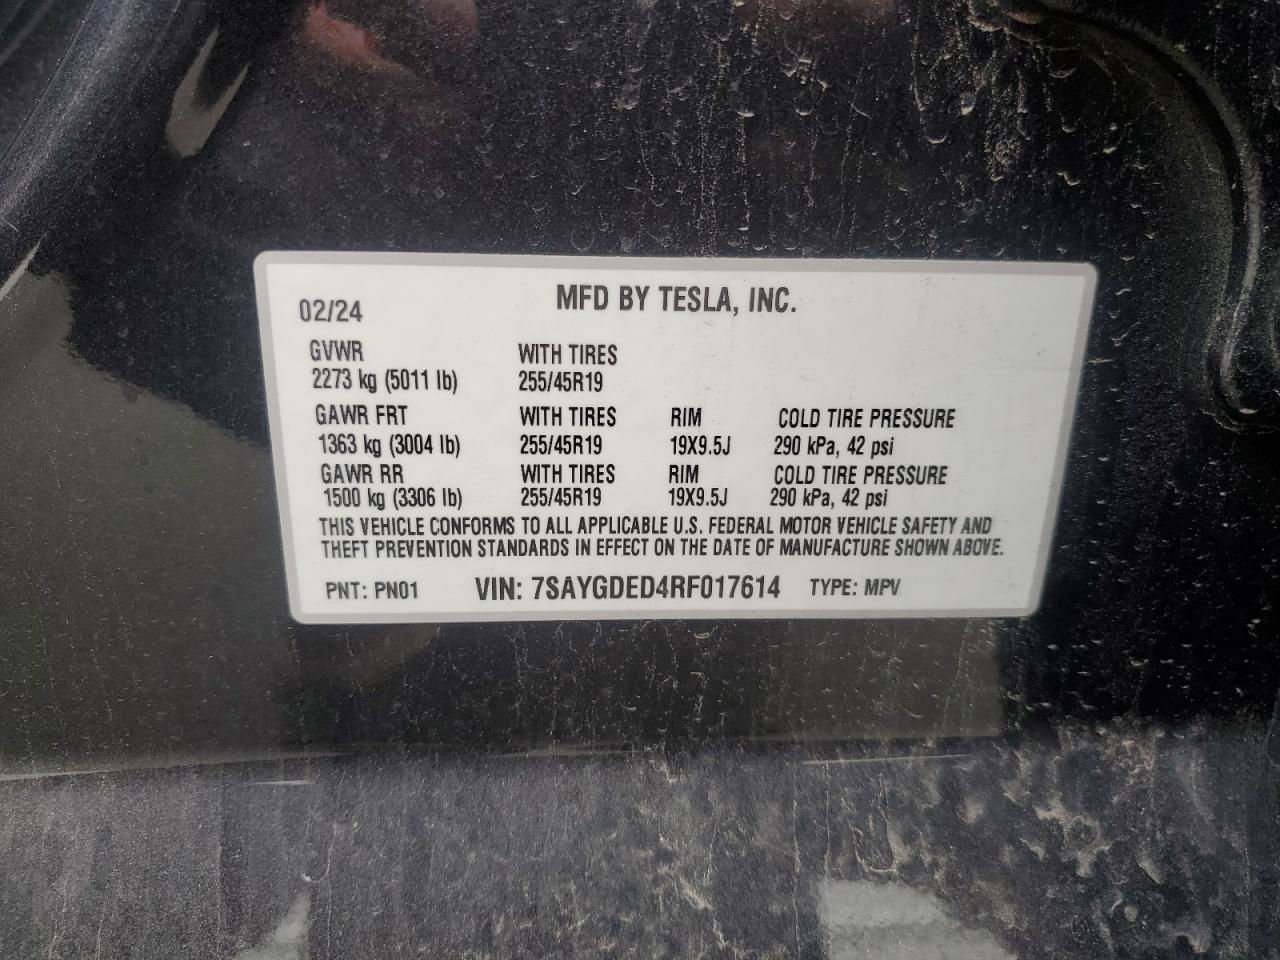 MFD BY TESLA, INC.
02/24
GVWR WITH TIRES
2273 kg (5011 lb) 255/45R19
GAWR FRT WITH TIRES RIM COLD TIRE PRESSURE
1363 kg (3004 lb) 255/45R19 19X9.5J 290 kPa, 42 psi
GAWR RR WITH TIRES RIM COLD TIRE PRESSURE
1500 kg (3306 lb) 255/45R19 19X9.5J 290 kPa, 42 psi
THIS VEHICLE CONFORMS TO ALL APPLICABLE U.S. FEDERAL MOTOR VEHICLE SAFETY AND
THEFT PREVENTION STANDARDS IN EFFECT ON THE DATE OF MANUFACTURE SHOWN ABOVE.
PNT: PN01 VIN: 7SAYGDED4RF017614 TYPE: MPV